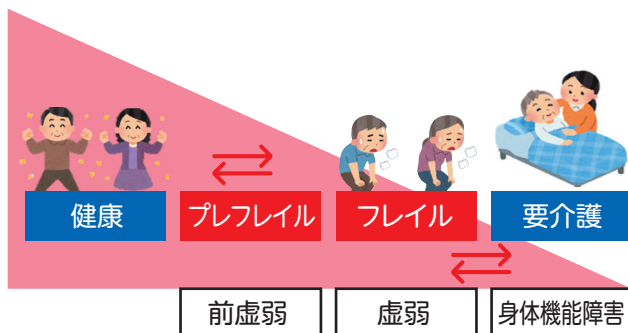 健康
プレフレイル
フレイル
要介護
前虚弱
虚弱
身体機能障害